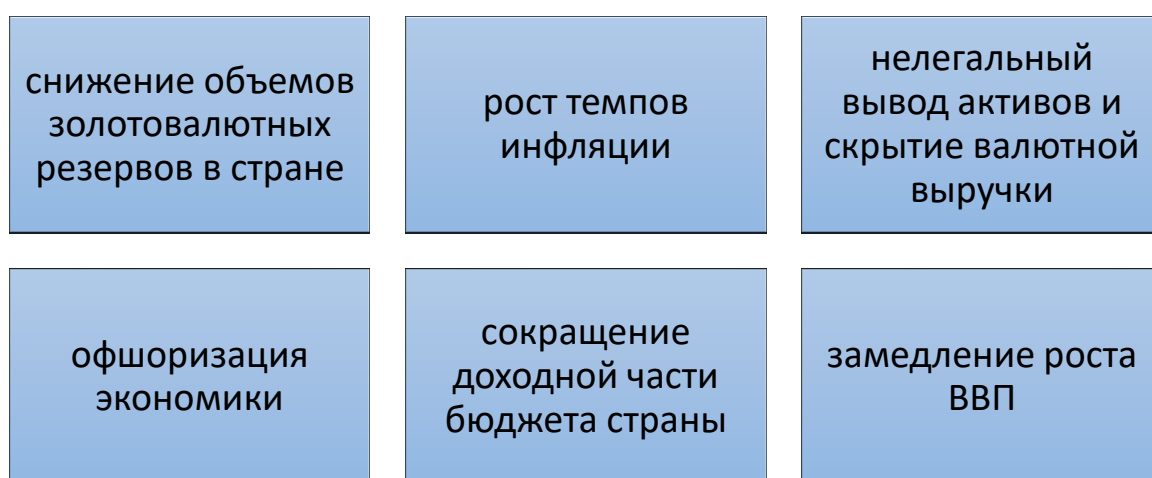 снижение объемов
золотовалютных
резервов в стране
рост темпов
инфляции
нелегальный
вывод активов и
скрытие валютной
выручки
офшоризация
экономики
сокращение
доходной части
бюджета страны
замедление роста
ВВП